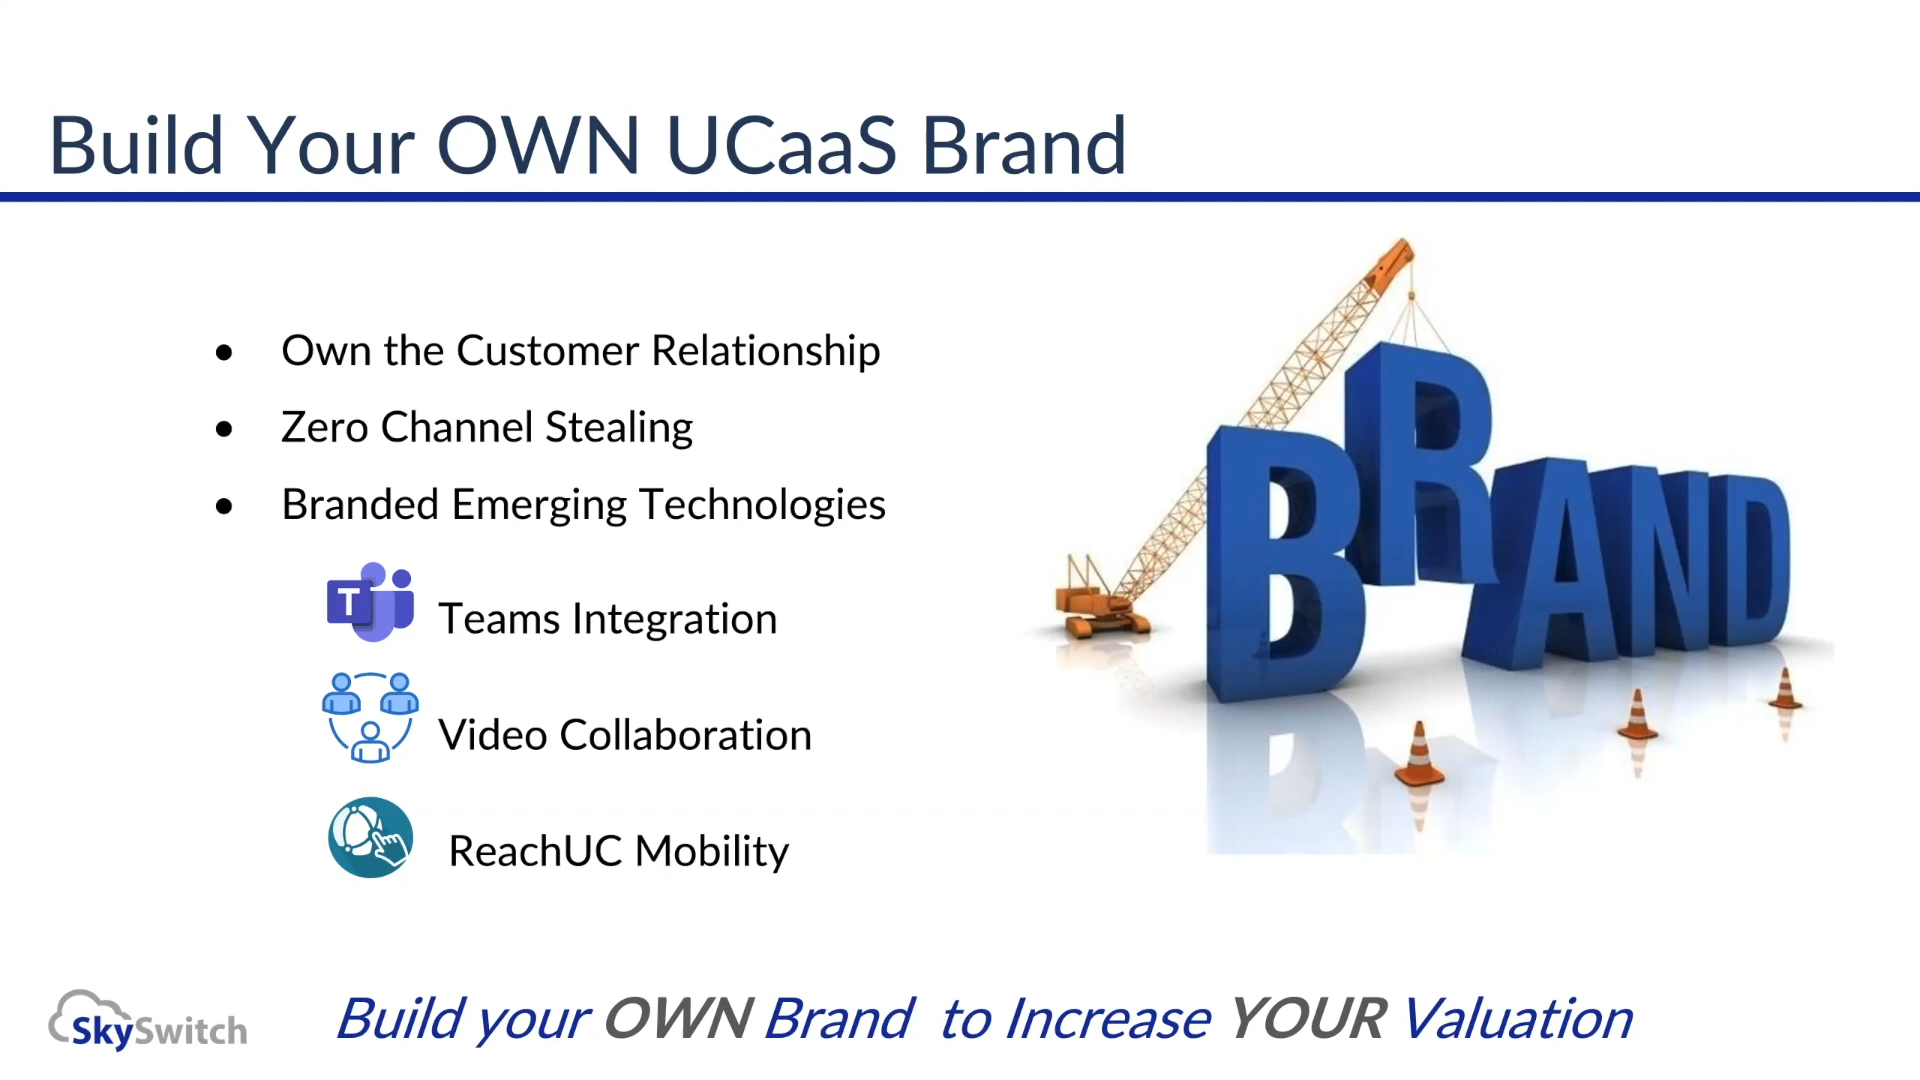 Build Your OWN UCaaS Brand
• Own the Customer Relationship
• Zero Channel Stealing
• Branded Emerging Technologies
T Teams Integration
Video Collaboration
ReachUC Mobility
BRAND
SkySwitch
Build your OWN Brand to Increase YOUR Valuation